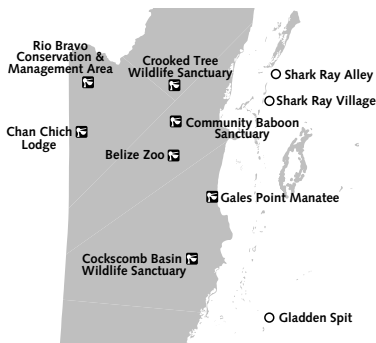 Rio Bravo
Conservation &
Management Area
Crooked Tree
Wildlife Sanctuary
Shark Ray Alley
Shark Ray Village
Chan Chich
Lodge
Community Baboon
Sanctuary
Belize Zoo
Gales Point Manatee
Cockscomb Basin
Wildlife Sanctuary
Gladden Spit